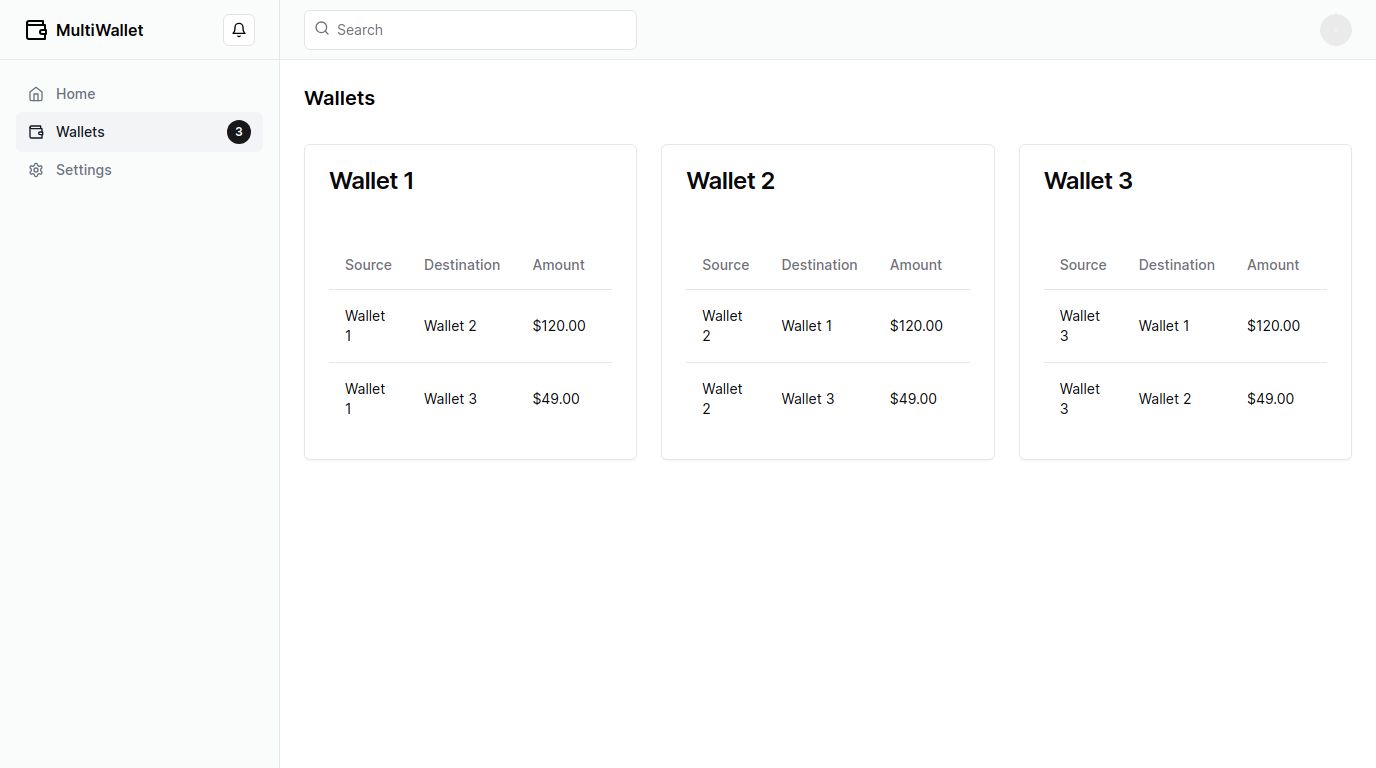 MultiWallet
Search
Home
Wallets
3
Settings
Wallets
Wallet 1
Source Destination Amount
Wallet
1
Wallet 2 $120.00
Wallet
1
Wallet 3 $49.00
Wallet 2
Source Destination Amount
Wallet
2
Wallet 1 $120.00
Wallet
2
Wallet 3 $49.00
Wallet 3
Source Destination Amount
Wallet
3
Wallet 1 $120.00
Wallet
3
Wallet 2 $49.00